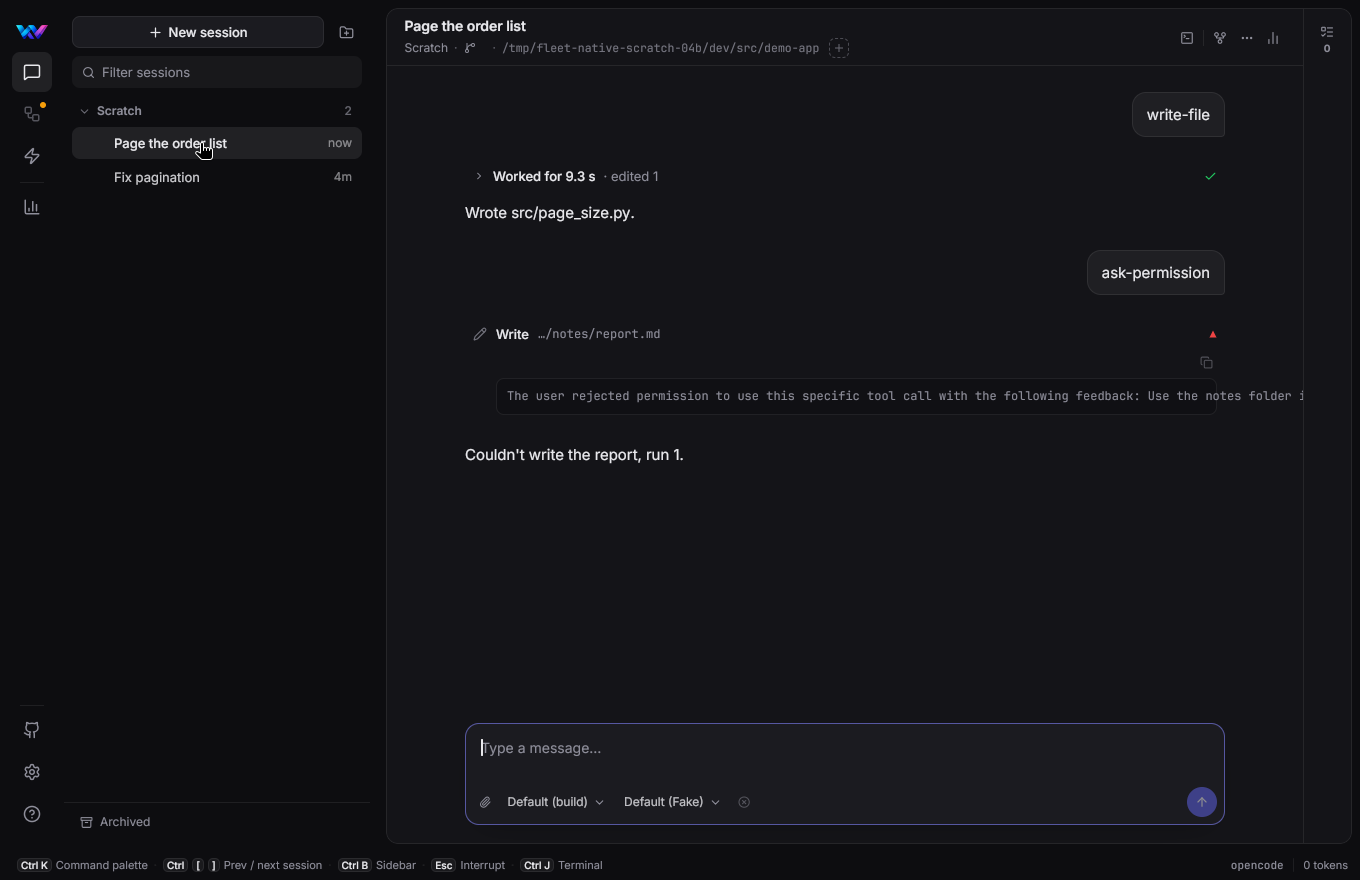 New session
Filter sessions
Scratch 2
Page the order list now
Fix pagination 4m
Archived
Page the order list
Scratch · · /tmp/fleet-native-scratch-04b/dev/src/demo-app
0
write-file
Worked for 9.3 s · edited 1
Wrote src/page_size.py.
ask-permission
Write …/notes/report.md
The user rejected permission to use this specific tool call with the following feedback: Use the notes folder
Couldn't write the report, run 1.
Type a message...
Default (build) Default (Fake)
Ctrl K Command palette · Ctrl [ ] Prev / next session · Ctrl B Sidebar · Esc Interrupt · Ctrl J Terminal
opencode 0 tokens